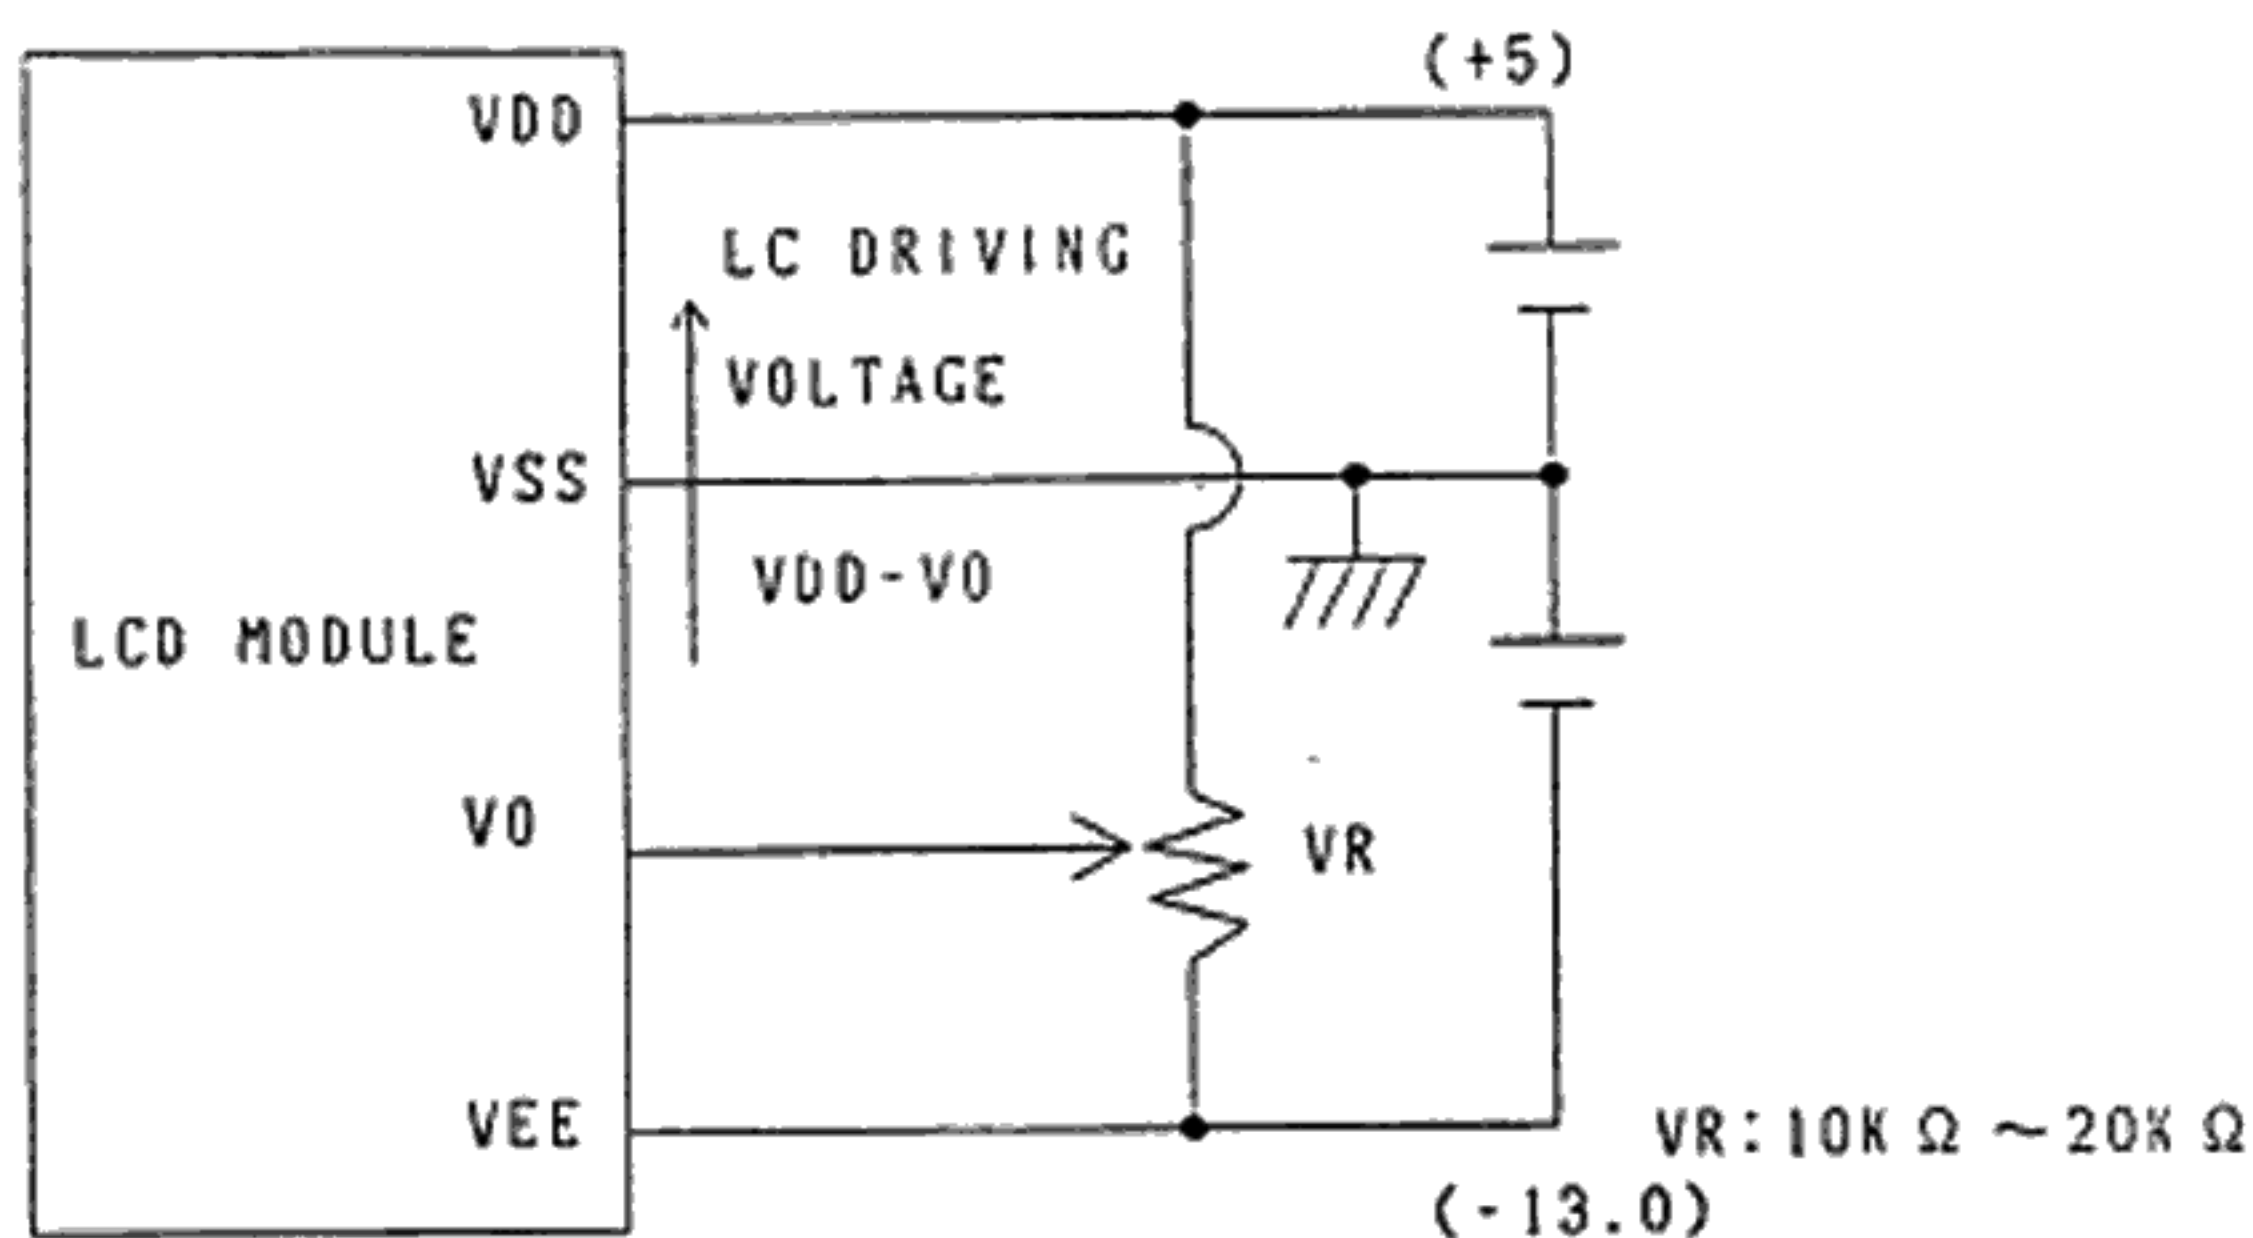 (+5)
VDD
LC DRIVING
VOLTAGE
VSS
VDD-V0
LCD MODULE
V0
VR
VEE
VR:10KΩ~20KΩ
(-13.0)